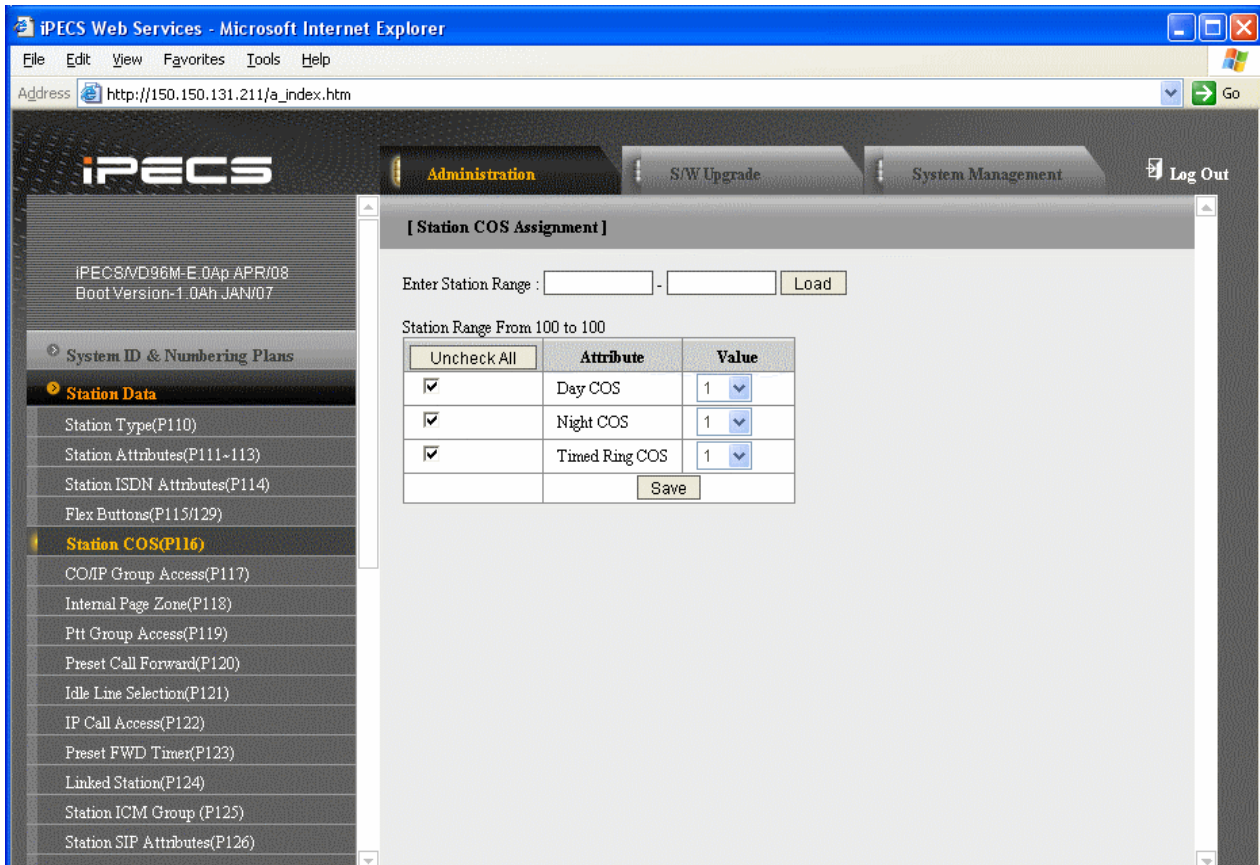 iPECS Web Services - Microsoft Internet Explorer
File Edit View Favorites Tools Help
Address http://150.150.131.211/a_index.htm Go
iPECS
Administration S/W Upgrade System Management Log Out
iPECS/VD96M-E.0Ap APR/08
Boot Version-1.0Ah JAN/07
System ID & Numbering Plans
Station Data
Station Type(P110)
Station Attributes(P111~113)
Station ISDN Attributes(P114)
Flex Buttons(P115/129)
Station COS(P116)
CO/IP Group Access(P117)
Internal Page Zone(P118)
Ptt Group Access(P119)
Preset Call Forward(P120)
Idle Line Selection(P121)
IP Call Access(P122)
Preset FWD Timer(P123)
Linked Station(P124)
Station ICM Group (P125)
Station SIP Attributes(P126)
[ Station COS Assignment ]
Enter Station Range : - Load
Station Range From 100 to 100
Uncheck All Attribute Value
Day COS 1
Night COS 1
Timed Ring COS 1
Save